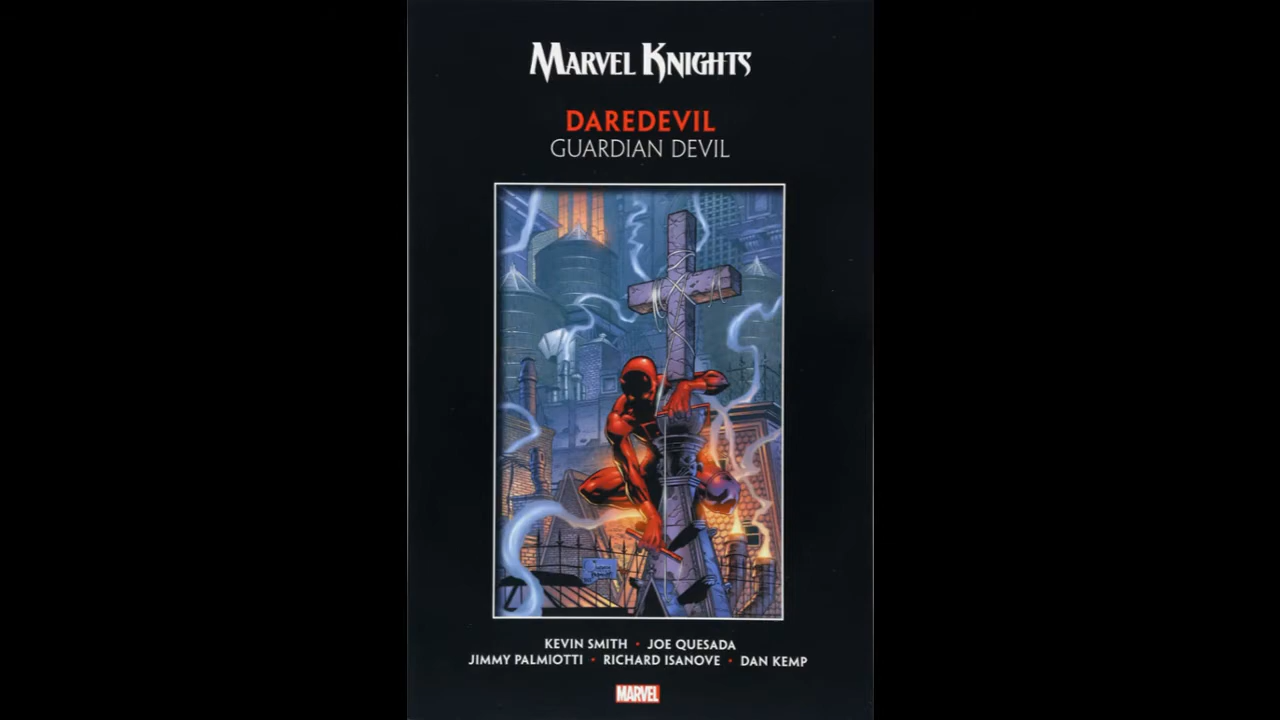 MARVEL KNIGHTS
DAREDEVIL
GUARDIAN DEVIL
KEVIN SMITH • JOE QUESADA
JIMMY PALMIOTTI • RICHARD ISANOVE • DAN KEMP
MARVEL